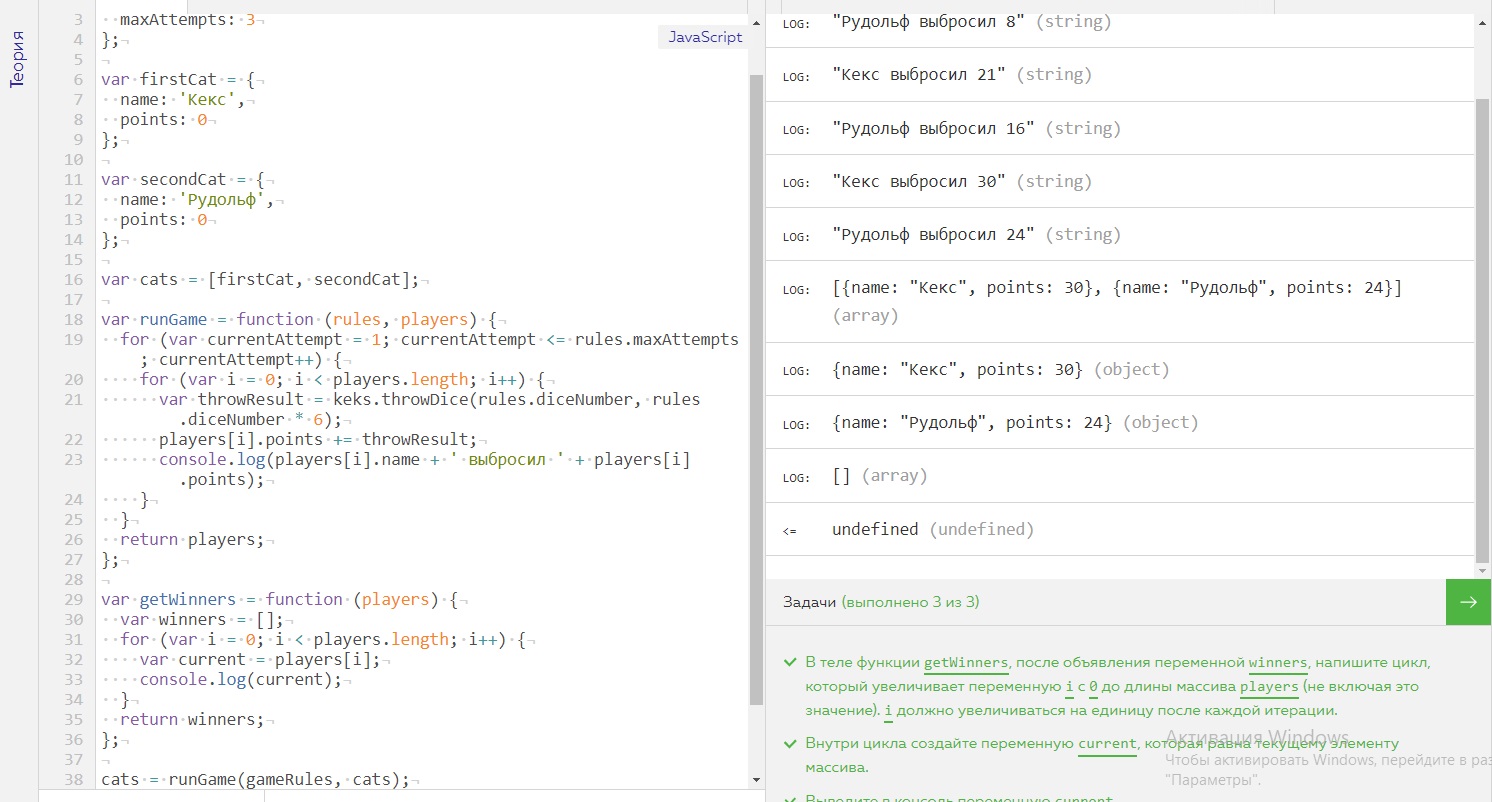 Теория
JavaScript
3 maxAttempts: 3
4 };
5
6 var firstCat = {
7 name: 'Кекс',
8 points: 0
9 };
10
11 var secondCat = {
12 name: 'Рудольф',
13 points: 0
14 };
15
16 var cats = [firstCat, secondCat];
17
18 var runGame = function (rules, players) {
19 for (var currentAttempt = 1; currentAttempt <= rules.maxAttempts
; currentAttempt++) {
20 for (var i = 0; i < players.length; i++) {
21 var throwResult = keks.throwDice(rules.diceNumber, rules
.diceNumber * 6);
22 players[i].points += throwResult;
23 console.log(players[i].name + ' выбросил ' + players[i]
.points);
24 }
25 }
26 return players;
27 };
28
29 var getWinners = function (players) {
30 var winners = [];
31 for (var i = 0; i < players.length; i++) {
32 var current = players[i];
33 console.log(current);
34 }
35 return winners;
36 };
37
38 cats = runGame(gameRules, cats);
LOG: "Рудольф выбросил 8" (string)
LOG: "Кекс выбросил 21" (string)
LOG: "Рудольф выбросил 16" (string)
LOG: "Кекс выбросил 30" (string)
LOG: "Рудольф выбросил 24" (string)
LOG: [{name: "Кекс", points: 30}, {name: "Рудольф", points: 24}]
(array)
LOG: {name: "Кекс", points: 30} (object)
LOG: {name: "Рудольф", points: 24} (object)
LOG: [] (array)
<= undefined (undefined)
Задачи (выполнено 3 из 3)
В теле функции getWinners, после объявления переменной winners, напишите цикл,
который увеличивает переменную i с 0 до длины массива players (не включая это
значение). i должно увеличиваться на единицу после каждой итерации.
Внутри цикла создайте переменную current, которая равна текущему элементу
массива.
Выведите в консоль переменную current.
Активация Windows
Чтобы активировать Windows, перейдите в раз
"Параметры".